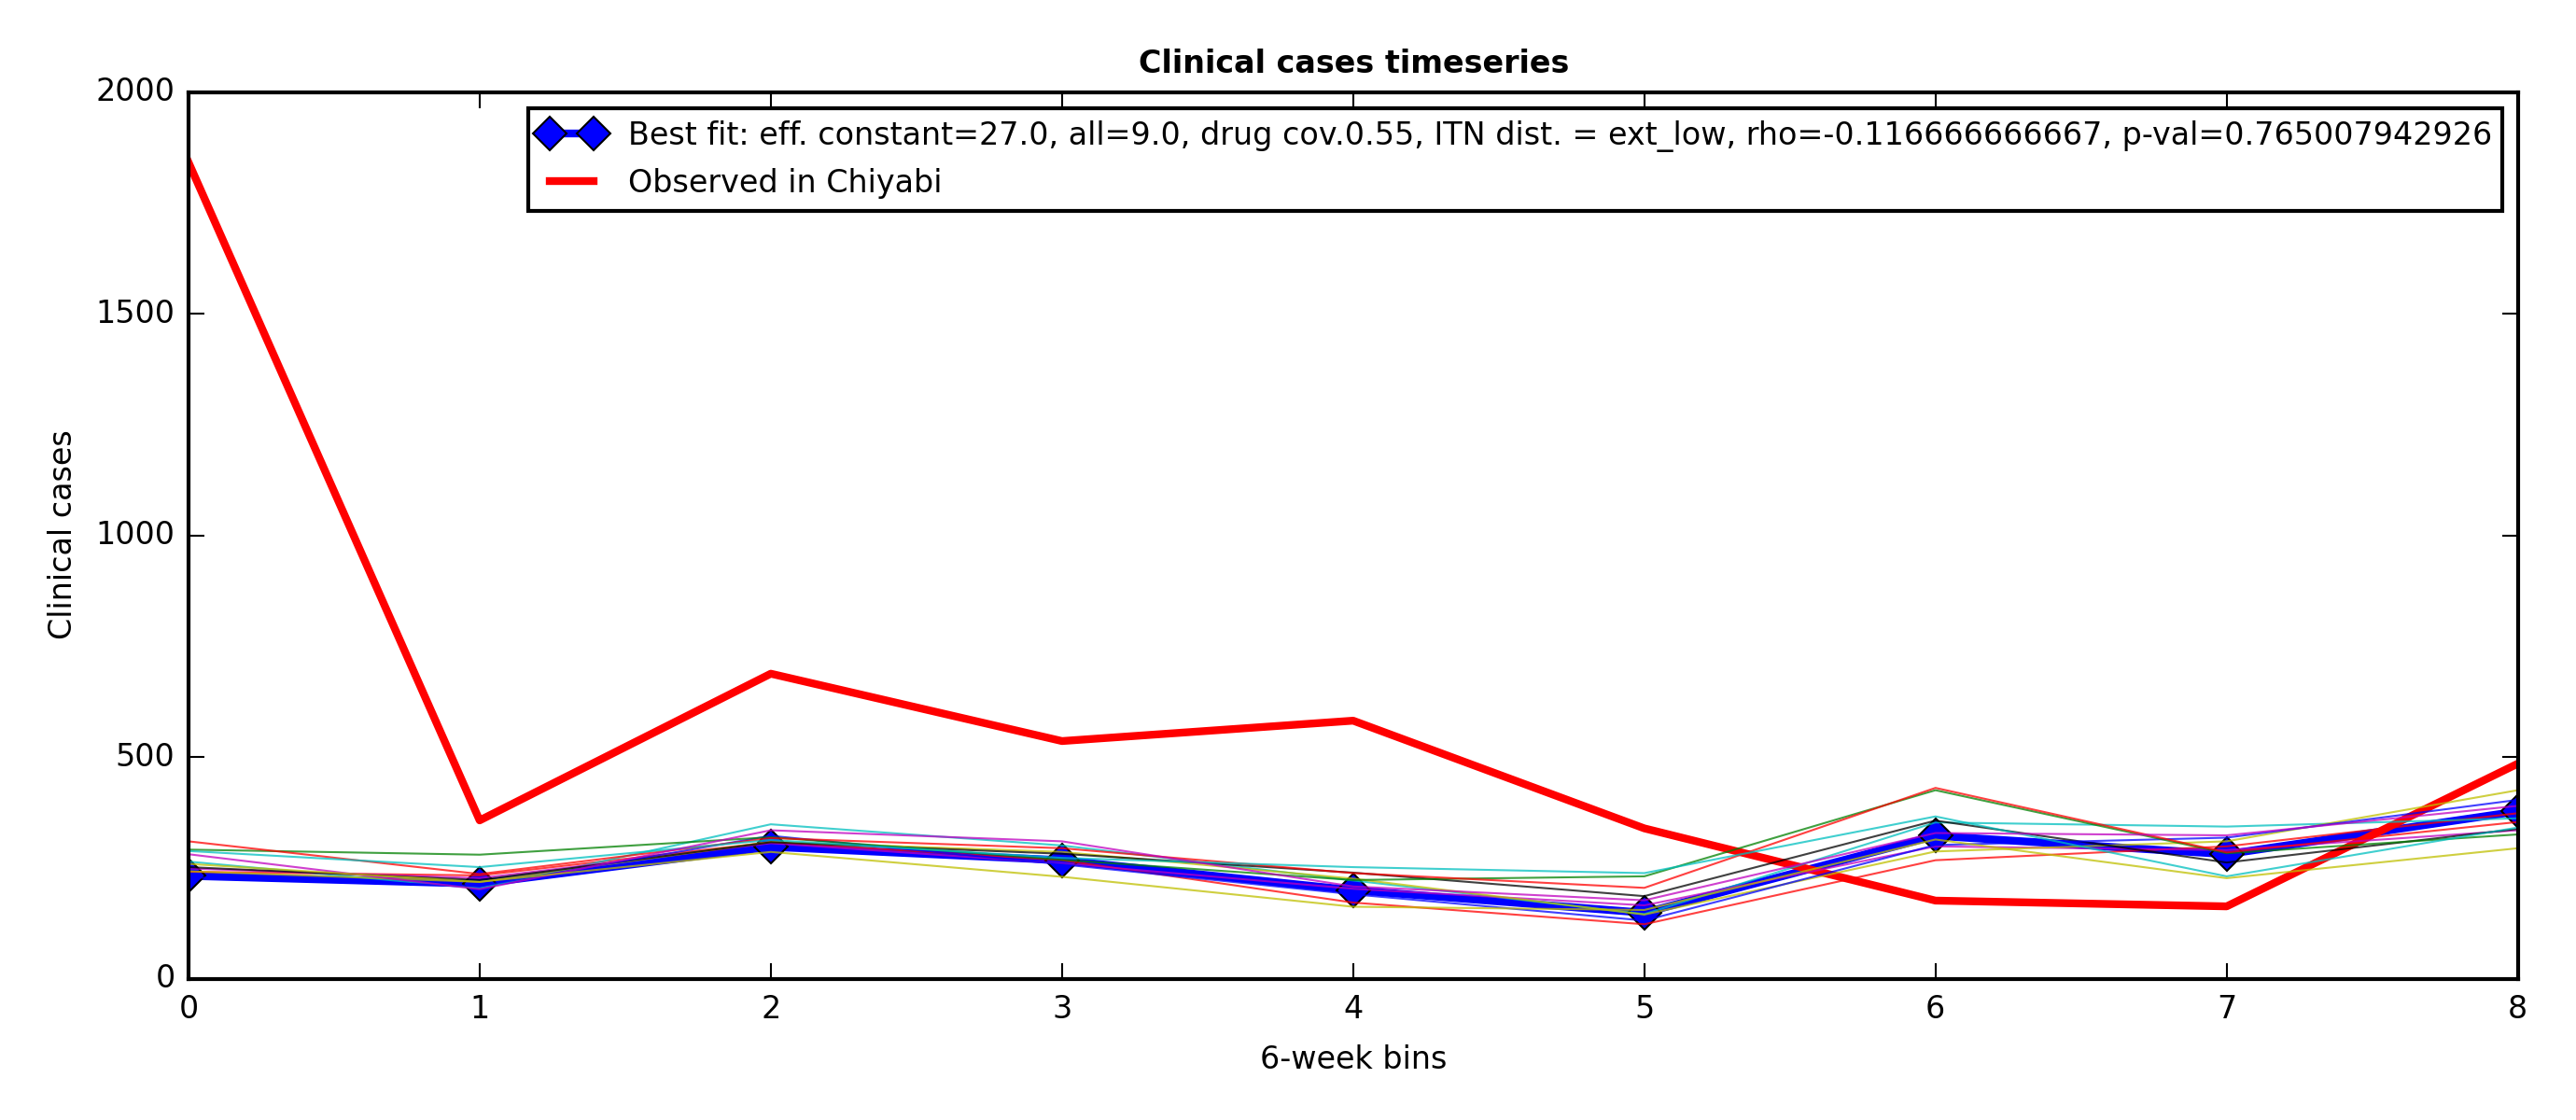 Clinical cases timeseries
2000
1500
1000
500
0
Clinical cases
Best fit: eff. constant=27.0, all=9.0, drug cov.0.55, ITN dist. = ext_low, rho=-0.116666666667, p-val=0.765007942926
Observed in Chiyabi
0 1 2 3 4 5 6 7 8
6-week bins